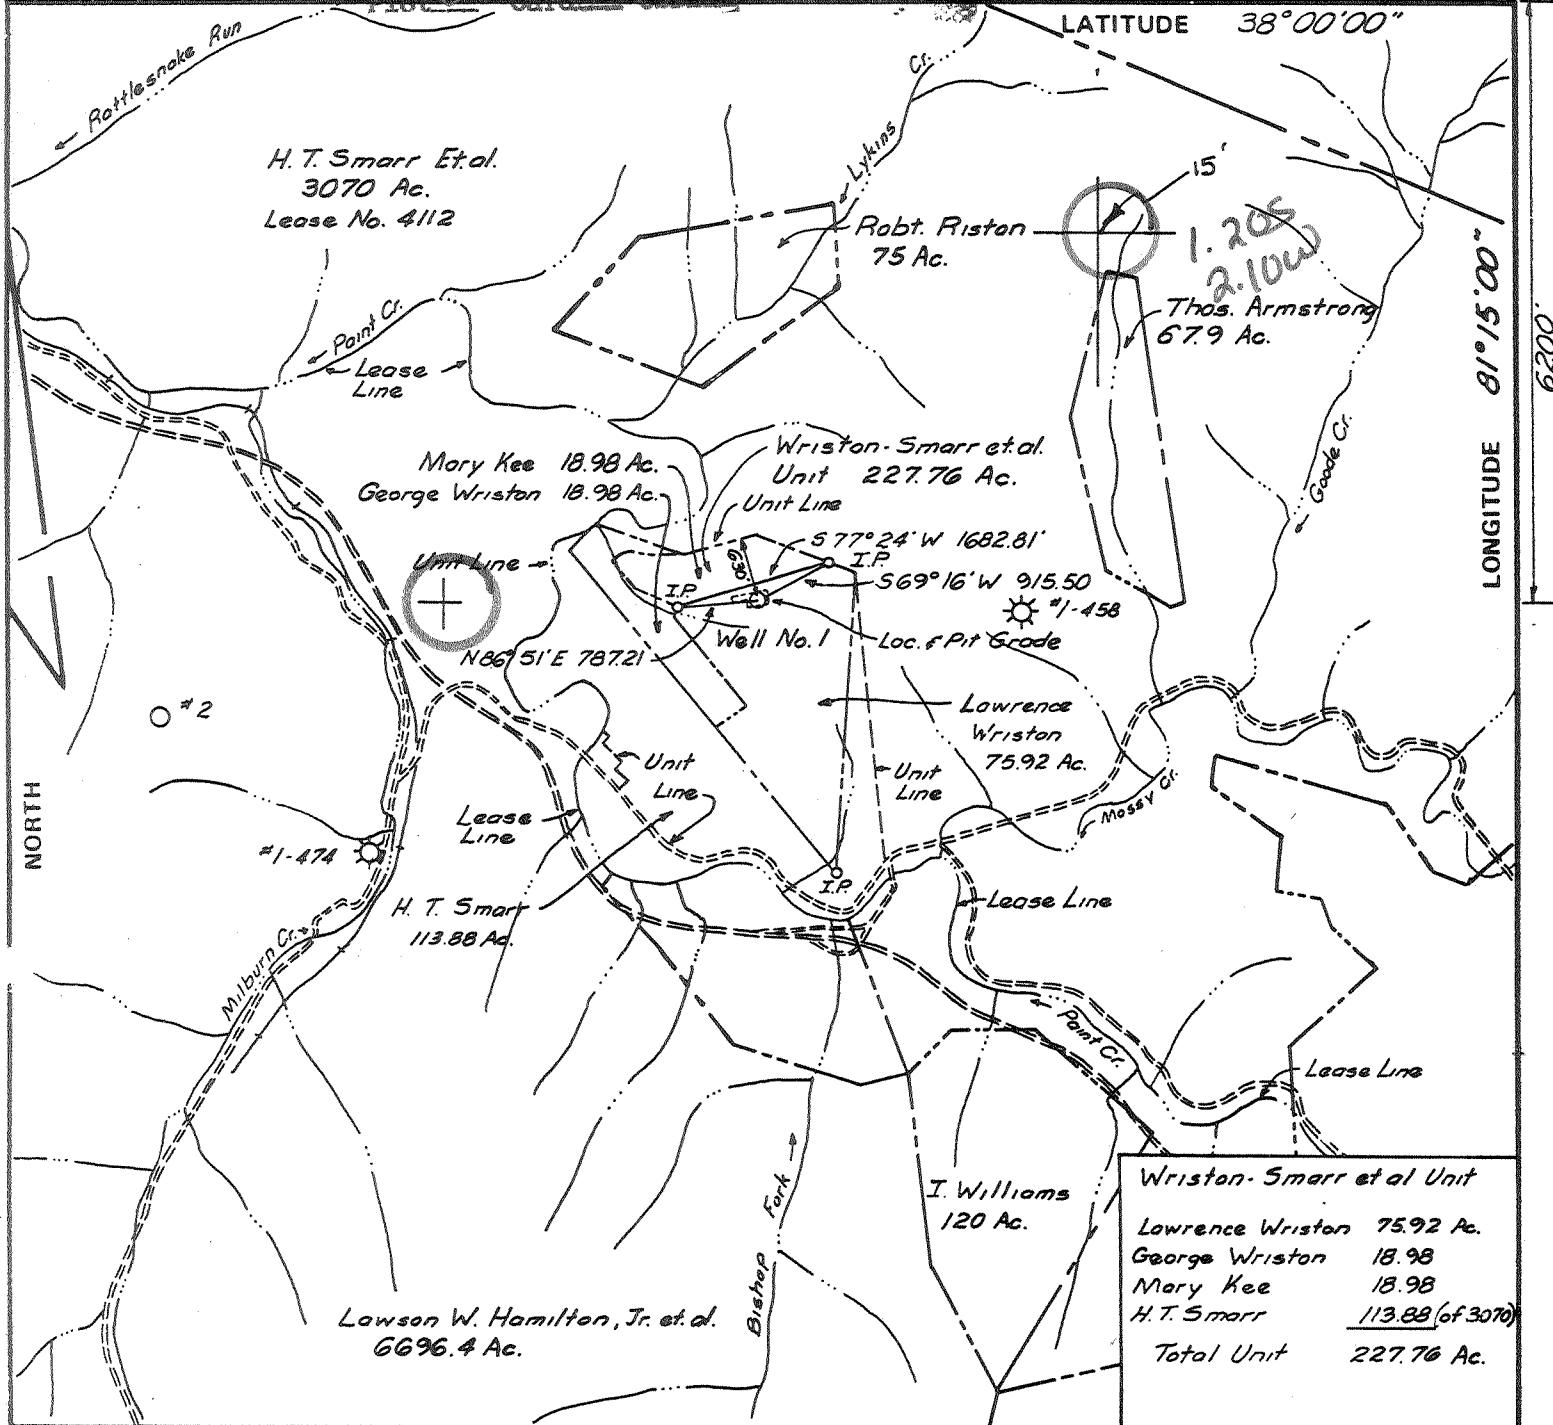 LATITUDE 38°00'00"
Rattlesnake Run
Cr.
Lykins
H. T. Smarr Et.al.
3070 Ac.
Lease No. 4112
15'
Robt. Riston
75 Ac.
1.20S
2.10W
Thos. Armstrong
67.9 Ac.
LONGITUDE 81°15'00"
6200'
Paint Cr.
Lease
Line
Goode Cr.
Mary Kee 18.98 Ac.
George Wriston 18.98 Ac.
Wriston-Smarr et.al.
Unit 227.76 Ac.
Unit Line
S 77°24' W 1682.81'
I.P.
Unit Line
630
S69°16'W 915.50
I.P.
#1-458
Well No. 1
Loc. & Pit Grade
N86°51'E 787.21
#2
Lawrence
Wriston
75.92 Ac.
Unit
Line
Unit
Line
Mossy Cr.
NORTH
Lease
Line
#1-474
I.P.
H. T. Smarr
113.88 Ac.
Lease Line
Milburn Cr.
Paint Cr.
Lease Line
Bishop Fork
I. Williams
120 Ac.
Lawson W. Hamilton, Jr. et.al.
6696.4 Ac.
Wriston-Smarr et al Unit
Lawrence Wriston 75.92 Ac.
George Wriston 18.98
Mary Kee 18.98
H.T. Smarr 113.88 (of 3070)
Total Unit 227.76 Ac.